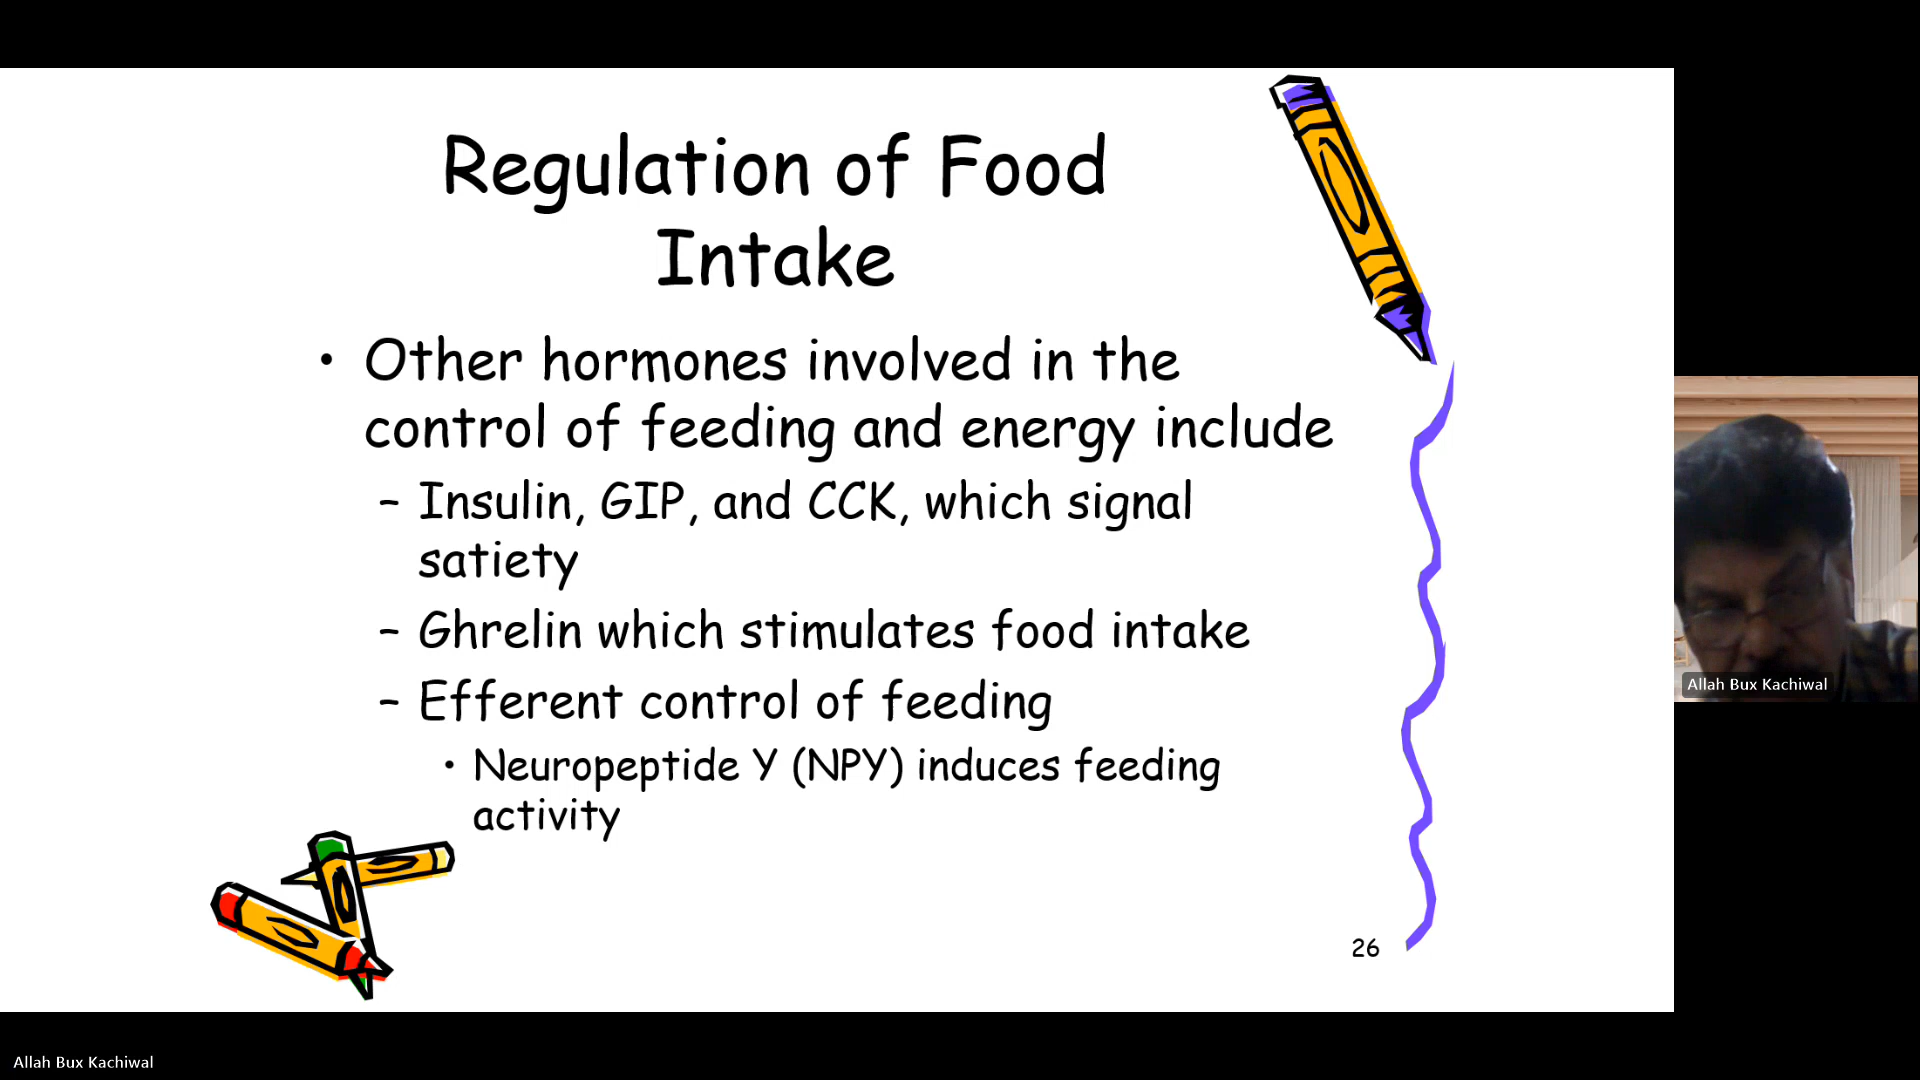 Regulation of Food
Intake
• Other hormones involved in the
control of feeding and energy include
– Insulin, GIP, and CCK, which signal
satiety
– Ghrelin which stimulates food intake
– Efferent control of feeding
• Neuropeptide Y (NPY) induces feeding
activity
26
Allah Bux Kachiwal
Allah Bux Kachiwal